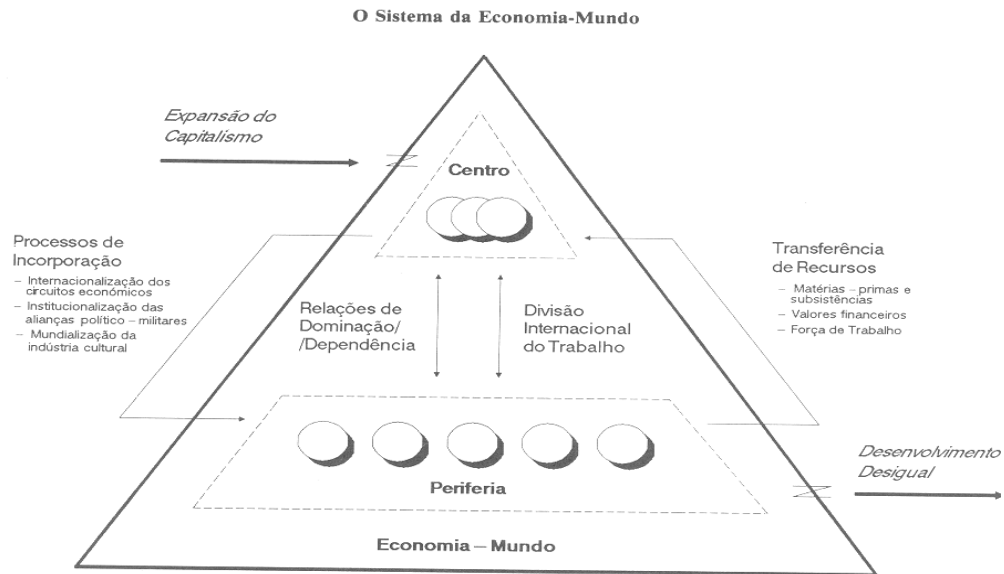 O Sistema da Economia-Mundo
Expansão do
Capitalismo
Centro
Processos de
Incorporação
– Internacionalização dos
circuitos económicos
– Institucionalização das
alianças político – militares
– Mundialização da
indústria cultural
Relações de
Dominação/
/Dependência
Divisão
Internacional
do Trabalho
Transferência
de Recursos
– Matérias – primas e
subsistências
– Valores financeiros
– Força de Trabalho
Periferia
Desenvolvimento
Desigual
Economia – Mundo